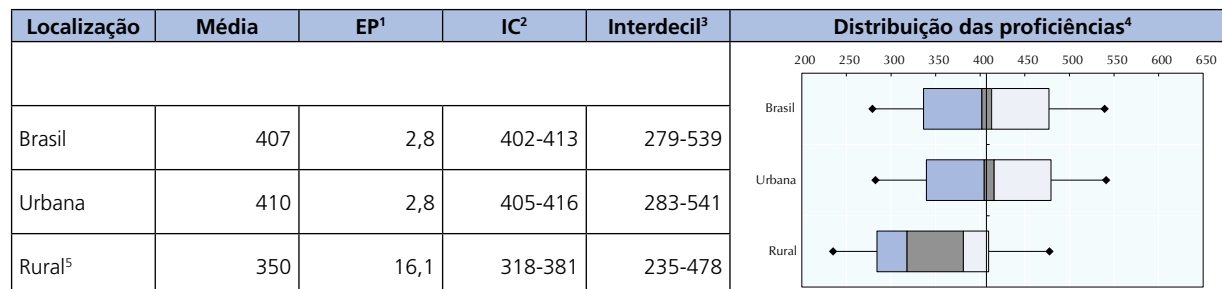 Localização Média EP¹ IC² Interdecil³ Distribuição das proficiências⁴
200 250 300 350 400 450 500 550 600 650
Brasil 407 2,8 402-413 279-539 Brasil
Urbana 410 2,8 405-416 283-541 Urbana
Rural⁵ 350 16,1 318-381 235-478 Rural